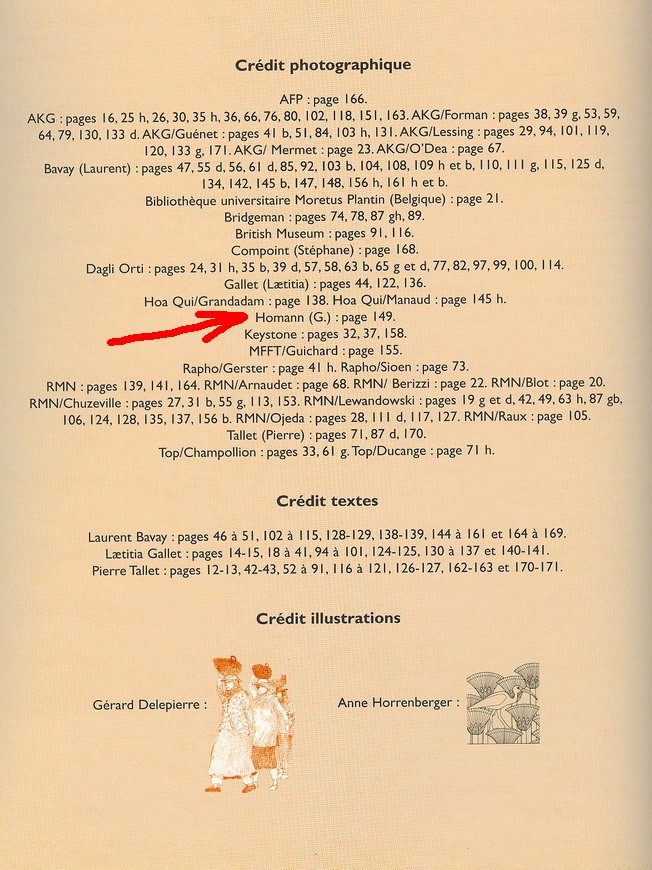 Crédit photographique
AFP : page 166.
AKG : pages 16, 25 h, 26, 30, 35 h, 36, 66, 76, 80, 102, 118, 151, 163. AKG/Forman : pages 38, 39 g, 53, 59,
64, 79, 130, 133 d. AKG/Guénet : pages 41 b, 51, 84, 103 h, 131. AKG/Lessing : pages 29, 94, 101, 119,
120, 133 g, 171. AKG/ Mermet : page 23. AKG/O'Dea : page 67.
Bavay (Laurent) : pages 47, 55 d, 56, 61 d, 85, 92, 103 b, 104, 108, 109 h et b, 110, 111 g, 115, 125 d,
134, 142, 145 b, 147, 148, 156 h, 161 h et b.
Bibliothèque universitaire Moretus Plantin (Belgique) : page 21.
Bridgeman : pages 74, 78, 87 gh, 89.
British Museum : pages 91, 116.
Compoint (Stéphane) : page 168.
Dagli Orti : pages 24, 31 h, 35 b, 39 d, 57, 58, 63 b, 65 g et d, 77, 82, 97, 99, 100, 114.
Gallet (Lætitia) : pages 44, 122, 136.
Hoa Qui/Grandadam : page 138. Hoa Qui/Manaud : page 145 h.
Homann (G.) : page 149.
Keystone : pages 32, 37, 158.
MFFT/Guichard : page 155.
Rapho/Gerster : page 41 h. Rapho/Sioen : page 73.
RMN : pages 139, 141, 164. RMN/Arnaudet : page 68. RMN/ Berizzi : page 22. RMN/Blot : page 20.
RMN/Chuzeville : pages 27, 31 b, 55 g, 113, 153. RMN/Lewandowski : pages 19 g et d, 42, 49, 63 h, 87 gb,
106, 124, 128, 135, 137, 156 b. RMN/Ojeda : pages 28, 111 d, 117, 127. RMN/Raux : page 105.
Tallet (Pierre) : pages 71, 87 d, 170.
Top/Champollion : pages 33, 61 g. Top/Ducange : page 71 h.
Crédit textes
Laurent Bavay : pages 46 à 51, 102 à 115, 128-129, 138-139, 144 à 161 et 164 à 169.
Lætitia Gallet : pages 14-15, 18 à 41, 94 à 101, 124-125, 130 à 137 et 140-141.
Pierre Tallet : pages 12-13, 42-43, 52 à 91, 116 à 121, 126-127, 162-163 et 170-171.
Crédit illustrations
Gérard Delepierre :
Anne Horrenberger :